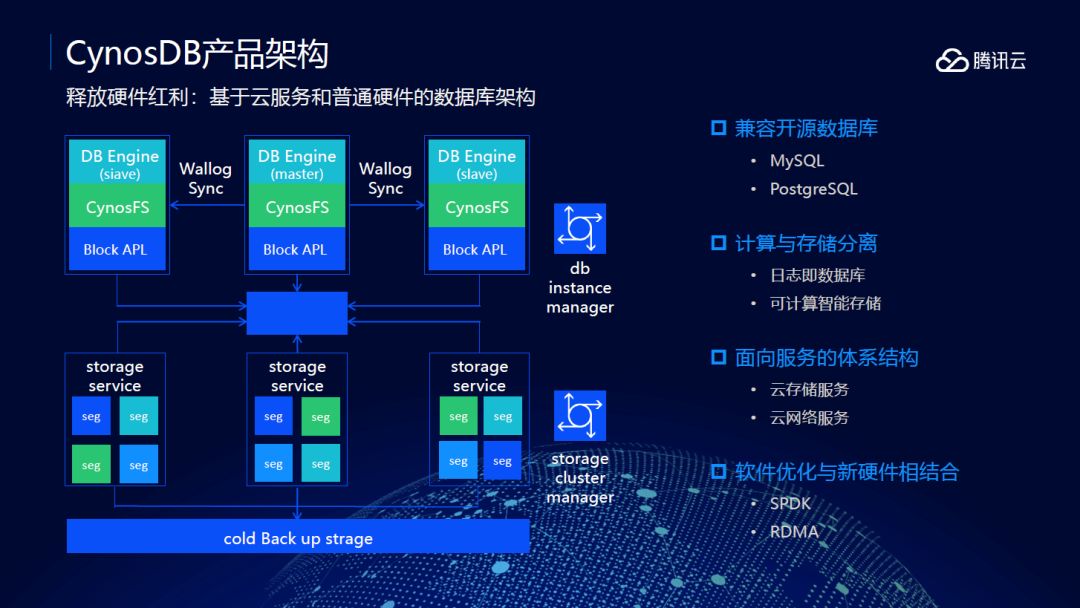 CynosDB产品架构
腾讯云
释放硬件红利：基于云服务和普通硬件的数据库架构
DB Engine
(siave)
CynosFS
Block APL
Wallog
Sync
DB Engine
(master)
CynosFS
Block APL
Wallog
Sync
DB Engine
(slave)
CynosFS
Block APL
db
instance
manager
storage
service
seg
seg
seg
seg
storage
service
seg
seg
seg
seg
storage
service
seg
seg
seg
seg
storage
cluster
manager
cold Back up strage
兼容开源数据库
• MySQL
• PostgreSQL
计算与存储分离
• 日志即数据库
• 可计算智能存储
面向服务的体系结构
• 云存储服务
• 云网络服务
软件优化与新硬件相结合
• SPDK
• RDMA